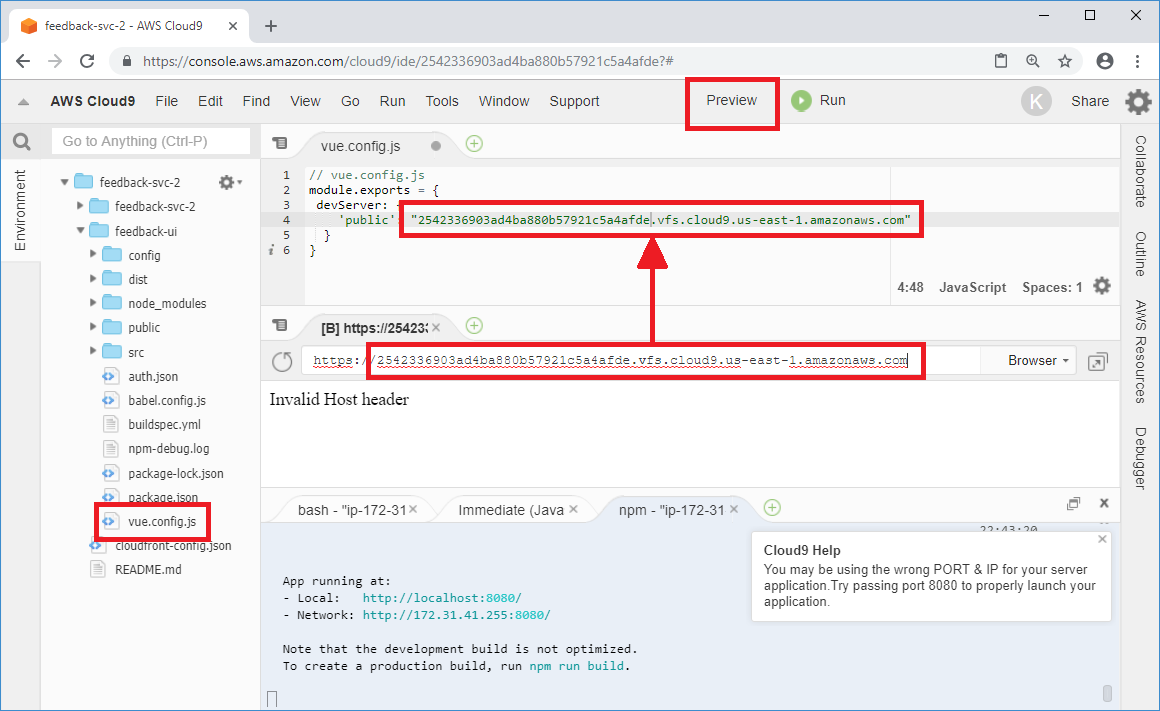 feedback-svc-2 - AWS Cloud9
https://console.aws.amazon.com/cloud9/ide/2542336903ad4ba880b57921c5a4afde?#
AWS Cloud9 File Edit Find View Go Run Tools Window Support Preview Run K Share
Go to Anything (Ctrl-P)
Environment
feedback-svc-2
feedback-svc-2
feedback-ui
config
dist
node_modules
public
src
auth.json
babel.config.js
buildspec.yml
npm-debug.log
package-lock.json
package.json
vue.config.js
cloudfront-config.json
README.md
vue.config.js
1 // vue.config.js
2 module.exports = {
3 devServer: {
4 'public': "2542336903ad4ba880b57921c5a4afde.vfs.cloud9.us-east-1.amazonaws.com"
5 }
i 6 }
4:48 JavaScript Spaces: 1
[B] https://25423
https://2542336903ad4ba880b57921c5a4afde.vfs.cloud9.us-east-1.amazonaws.com
Browser
Invalid Host header
bash - "ip-172-31 Immediate (Java npm - "ip-172-31
22:43:20
App running at:
- Local: http://localhost:8080/
- Network: http://172.31.41.255:8080/
Note that the development build is not optimized.
To create a production build, run npm run build.
Cloud9 Help
You may be using the wrong PORT & IP for your server
application.Try passing port 8080 to properly launch your
application.
Collaborate
Outline
AWS Resources
Debugger